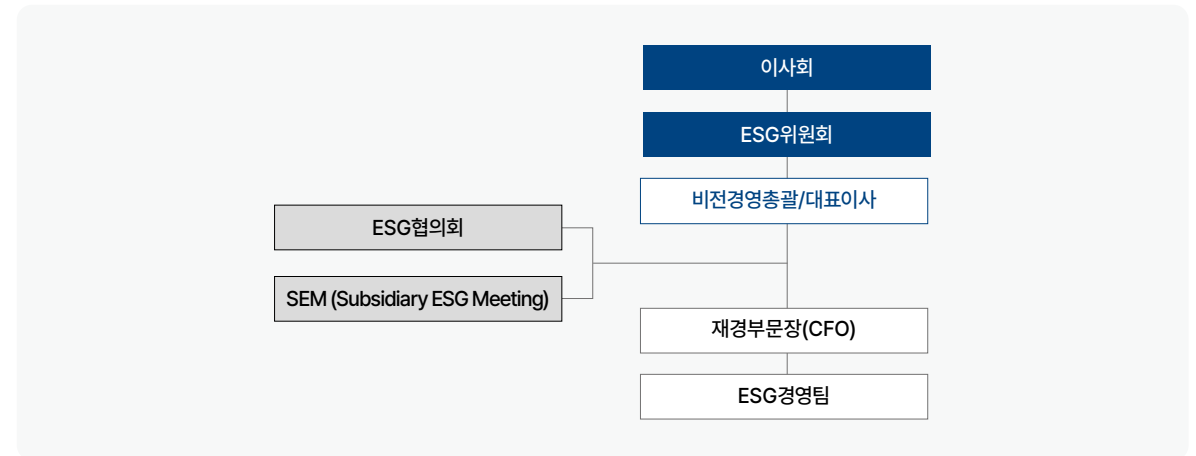 이사회
ESG위원회
비전경영총괄/대표이사
ESG협의회
SEM (Subsidiary ESG Meeting)
재경부문장(CFO)
ESG경영팀